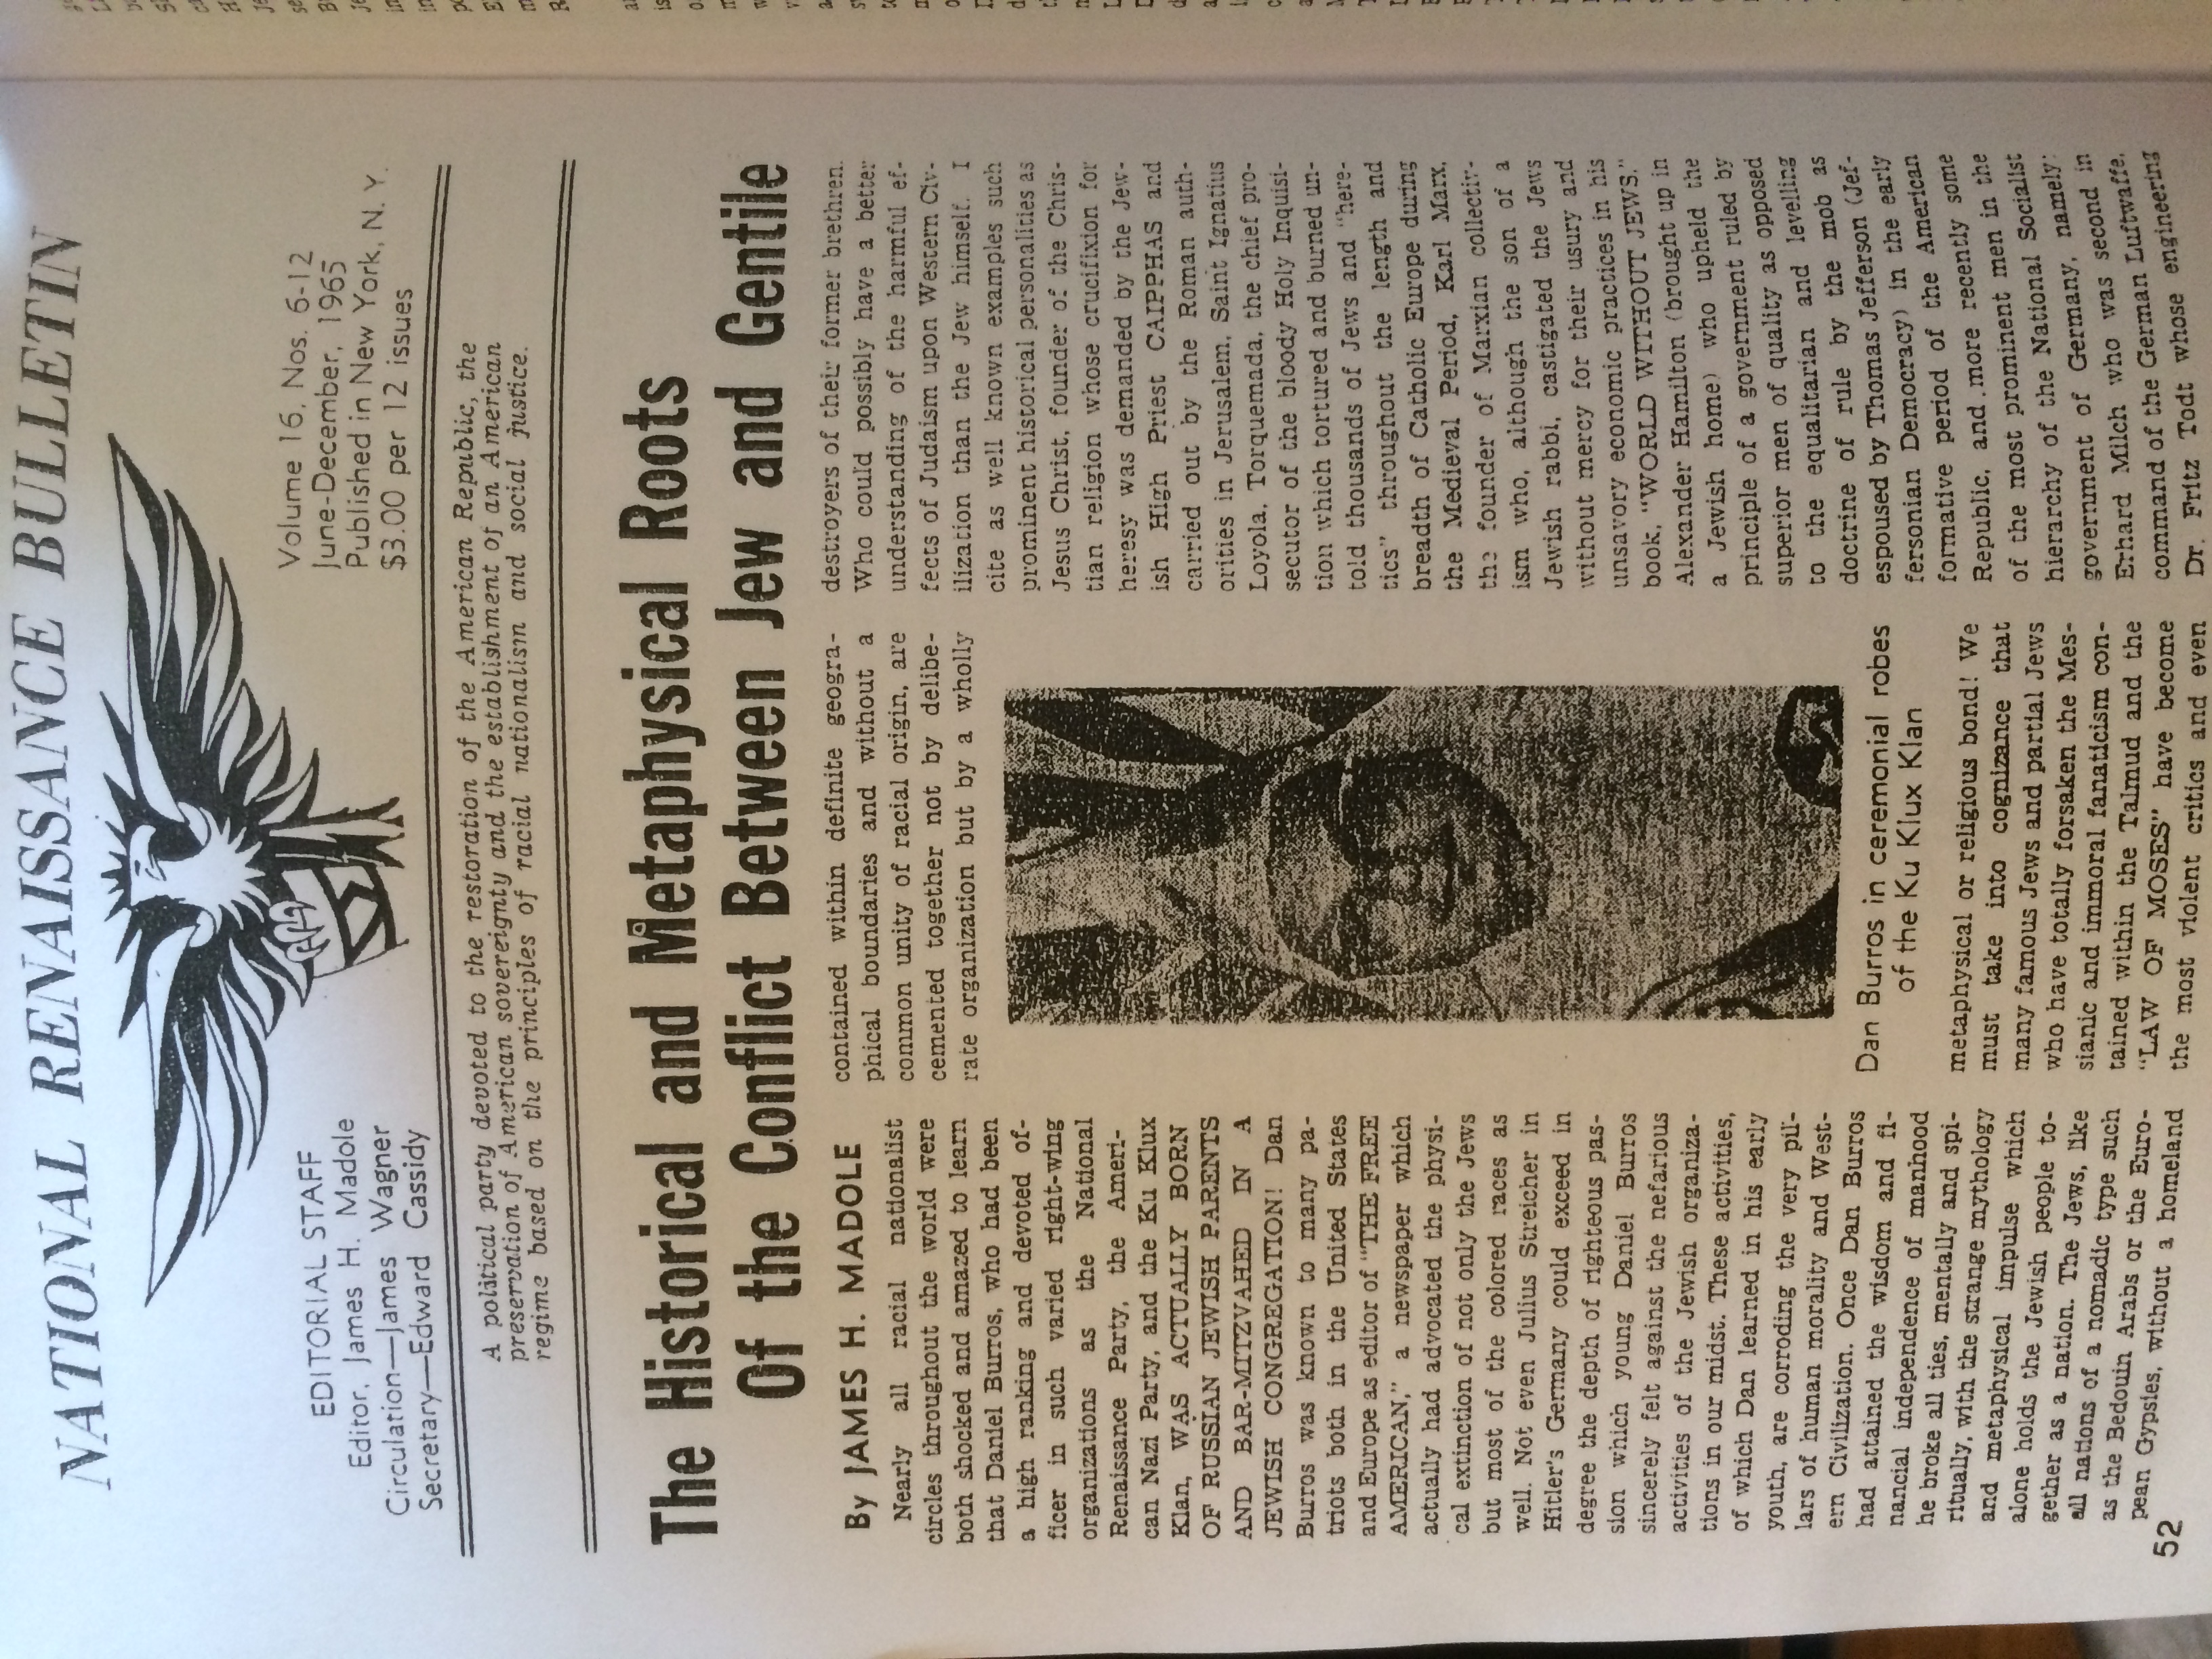 NATIONAL RENAISSANCE BULLETIN
EDITORIAL STAFF
Editor, James H. Madole
Circulation—James Wagner
Secretary—Edward Cassidy
Volume 16, Nos. 6-12
June-December, 1965
Published in New York, N. Y.
$3.00 per 12 issues
A political party devoted to the restoration of the American Republic, the
preservation of American sovereignty and the establishment of an American
regime based on the principles of racial nationalism and social justice.
The Historical and Metaphysical Roots
Of the Conflict Between Jew and Gentile
By JAMES H. MADOLE
Nearly all racial nationalist
circles throughout the world were
both shocked and amazed to learn
that Daniel Burros, who had been
a high ranking and devoted of-
ficer in such varied right-wing
organizations as the National
Renaissance Party, the Ameri-
can Nazi Party, and the Ku Klux
Klan, WAS ACTUALLY BORN
OF RUSSIAN JEWISH PARENTS
AND BAR-MITZVAHED IN A
JEWISH CONGREGATION! Dan
Burros was known to many pa-
triots both in the United States
and Europe as editor of "THE FREE
AMERICAN," a newspaper which
actually had advocated the physi-
cal extinction of not only the Jews
but most of the colored races as
well. Not even Julius Streicher in
Hitler's Germany could exceed in
degree the depth of righteous pas-
sion which young Daniel Burros
sincerely felt against the nefarious
activities of the Jewish organiza-
tions in our midst. These activities,
of which Dan learned in his early
youth, are corroding the very pil-
lars of human morality and West-
ern Civilization. Once Dan Burros
had attained the wisdom and fi-
nancial independence of manhood
he broke all ties, mentally and spi-
ritually, with the strange mythology
and metaphysical impulse which
alone holds the Jewish people to-
gether as a nation. The Jews, like
all nations of a nomadic type such
as the Bedouin Arabs or the Euro-
pean Gypsies, without a homeland
52
contained within definite geogra-
phical boundaries and without a
common unity of racial origin, are
cemented together not by delibe-
rate organization but by a wholly
Dan Burros in ceremonial robes
of the Ku Klux Klan
metaphysical or religious bond! We
must take into cognizance that
many famous Jews and partial Jews
who have totally forsaken the Mes-
sianic and immoral fanaticism con-
tained within the Talmud and the
"LAW OF MOSES" have become
the most violent critics and even
destroyers of their former brethren.
Who could possibly have a better
understanding of the harmful ef-
fects of Judaism upon Western Civ-
ilization than the Jew himself. I
cite as well known examples such
prominent historical personalities as
Jesus Christ, founder of the Chris-
tian religion whose crucifixion for
heresy was demanded by the Jew-
ish High Priest CAIPPHAS and
carried out by the Roman auth-
orities in Jerusalem, Saint Ignatius
Loyola, Torquemada, the chief pro-
secutor of the bloody Holy Inquisi-
tion which tortured and burned un-
told thousands of Jews and "here-
tics" throughout the length and
breadth of Catholic Europe during
the Medieval Period, Karl Marx,
the founder of Marxian collectiv-
ism who, although the son of a
Jewish rabbi, castigated the Jews
without mercy for their usury and
unsavory economic practices in his
book, "WORLD WITHOUT JEWS."
Alexander Hamilton (brought up in
a Jewish home) who upheld the
principle of a government ruled by
superior men of quality as opposed
to the equalitarian and levelling
doctrine of rule by the mob as
espoused by Thomas Jefferson (Jef-
fersonian Democracy) in the early
formative period of the American
Republic, and more recently some
of the most prominent men in the
hierarchy of the National Socialist
government of Germany, namely:
Erhard Milch who was second in
command of the German Luftwaffe,
Dr. Fritz Todt whose engineering